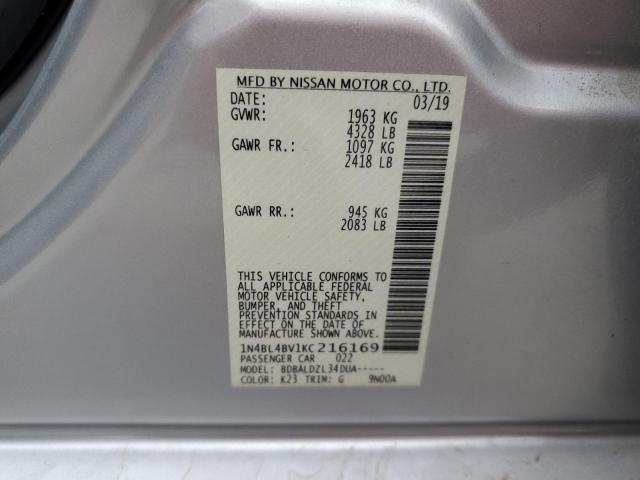 MFD BY NISSAN MOTOR CO., LTD.
DATE: 03/19
GVWR: 1963 KG
4328 LB
GAWR FR.: 1097 KG
2418 LB
GAWR RR.: 945 KG
2083 LB
THIS VEHICLE CONFORMS TO
ALL APPLICABLE FEDERAL
MOTOR VEHICLE SAFETY,
BUMPER, AND THEFT
PREVENTION STANDARDS IN
EFFECT ON THE DATE OF
MANUFACTURE SHOWN ABOVE.
1N4BL4BV1KC216169
PASSENGER CAR 022
MODEL: BDBALDZL34DUA-----
COLOR: K23 TRIM: G 9N00A